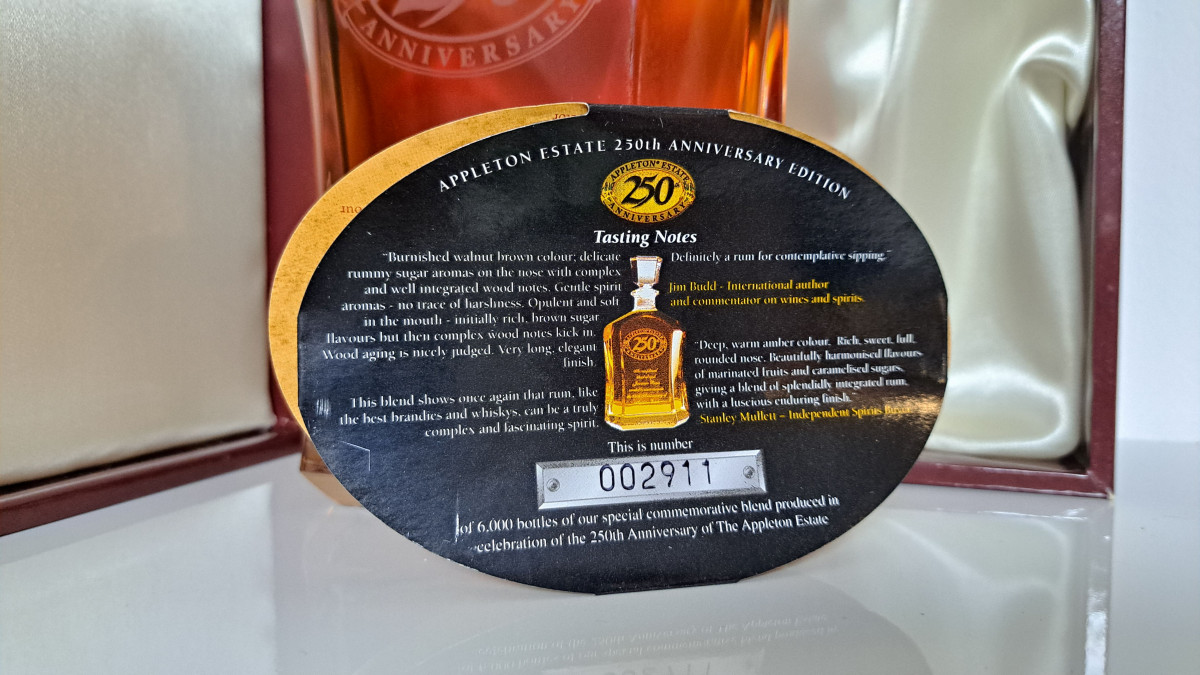 ANNIVERSARY
APPLETON ESTATE 250th ANNIVERSARY EDITION
APPLETON ESTATE
250
ANNIVERSARY
Tasting Notes
"Burnished walnut brown colour; delicate
rummy sugar aromas on the nose with complex
and well integrated wood notes. Gentle spirit
aromas - no trace of harshness. Opulent and soft
in the mouth - initially rich, brown sugar
flavours but then complex wood notes kick in.
Wood aging is nicely judged. Very long, elegant
finish.
This blend shows once again that rum, like
the best brandies and whiskys, can be a truly
complex and fascinating spirit.
Definitely a rum for contemplative sipping."
Jim Budd - International author
and commentator on wines and spirits.
"Deep, warm amber colour. Rich, sweet, full,
rounded nose. Beautifully harmonised flavours
of marinated fruits and caramelised sugars,
giving a blend of splendidly integrated rum,
with a luscious enduring finish."
Stanley Mullett – Independent Spirits Buyer
250
ANNIVERSARY
This is number
002911
of 6,000 bottles of our special commemorative blend produced in
celebration of the 250th Anniversary of The Appleton Estate